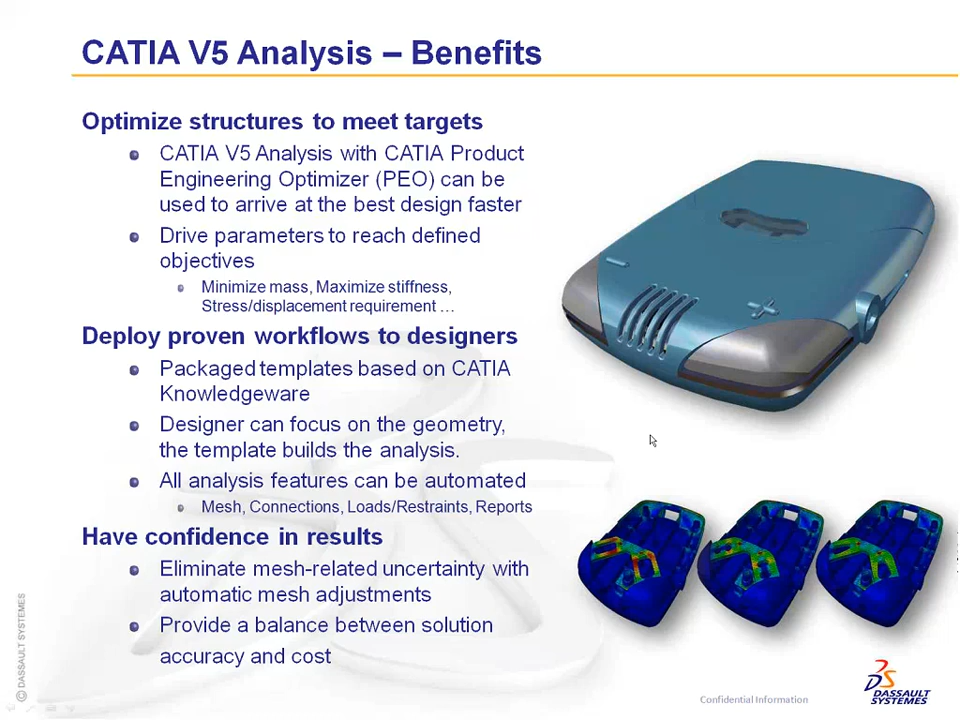 CATIA V5 Analysis – Benefits
Optimize structures to meet targets
CATIA V5 Analysis with CATIA Product
Engineering Optimizer (PEO) can be
used to arrive at the best design faster
Drive parameters to reach defined
objectives
Minimize mass, Maximize stiffness,
Stress/displacement requirement …
Deploy proven workflows to designers
Packaged templates based on CATIA
Knowledgeware
Designer can focus on the geometry,
the template builds the analysis.
All analysis features can be automated
Mesh, Connections, Loads/Restraints, Reports
Have confidence in results
Eliminate mesh-related uncertainty with
automatic mesh adjustments
Provide a balance between solution
accuracy and cost
© DASSAULT SYSTEMES
Confidential Information
DASSAULT
SYSTEMES